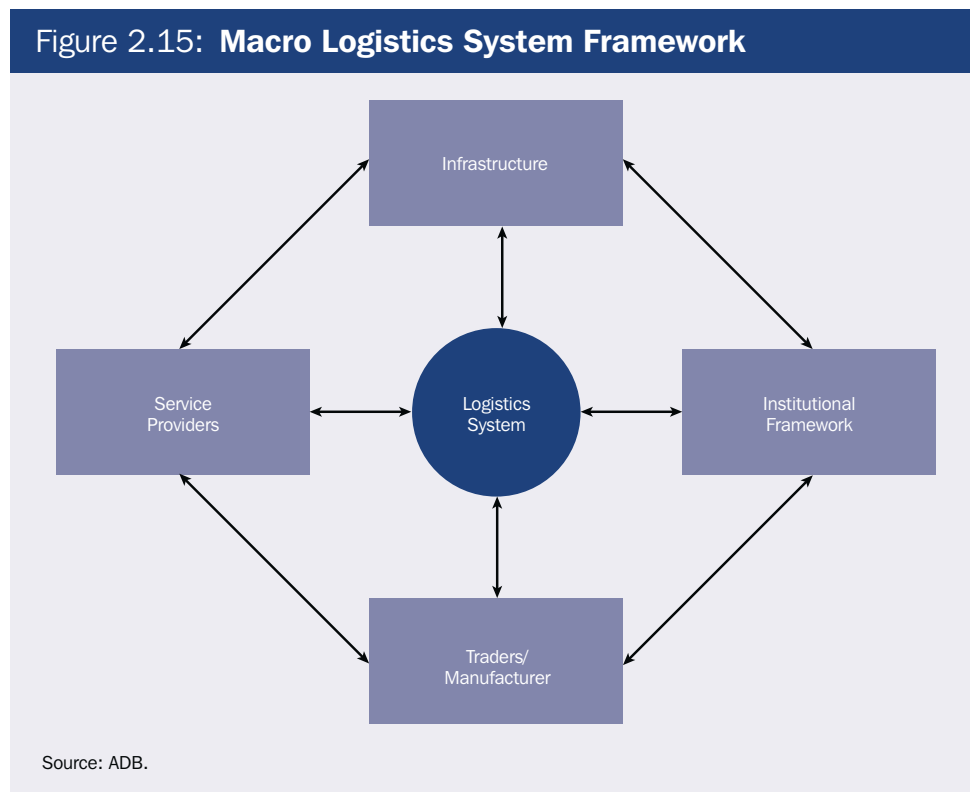 Figure 2.15: Macro Logistics System Framework
Infrastructure
Service
Providers
Logistics
System
Institutional
Framework
Traders/
Manufacturer
Source: ADB.